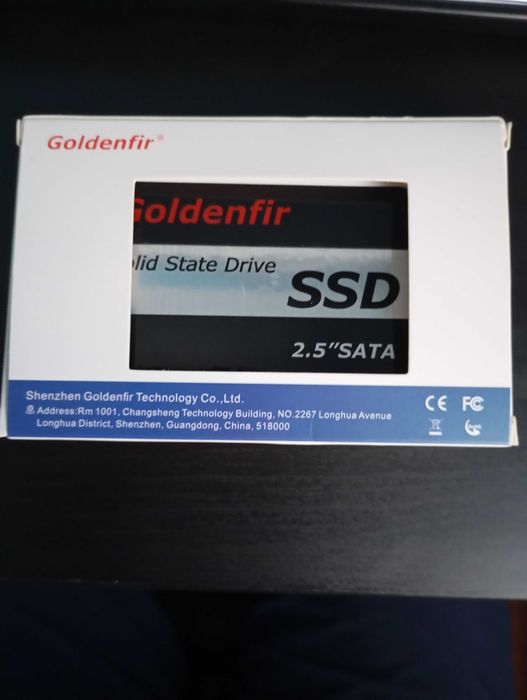 Goldenfir®
Goldenfir
olid State Drive
SSD
2.5"SATA
Shenzhen Goldenfir Technology Co.,Ltd.
Address:Rm 1001, Changsheng Technology Building, NO.2267 Longhua Avenue
Longhua District, Shenzhen, Guangdong, China, 518000
CE FC